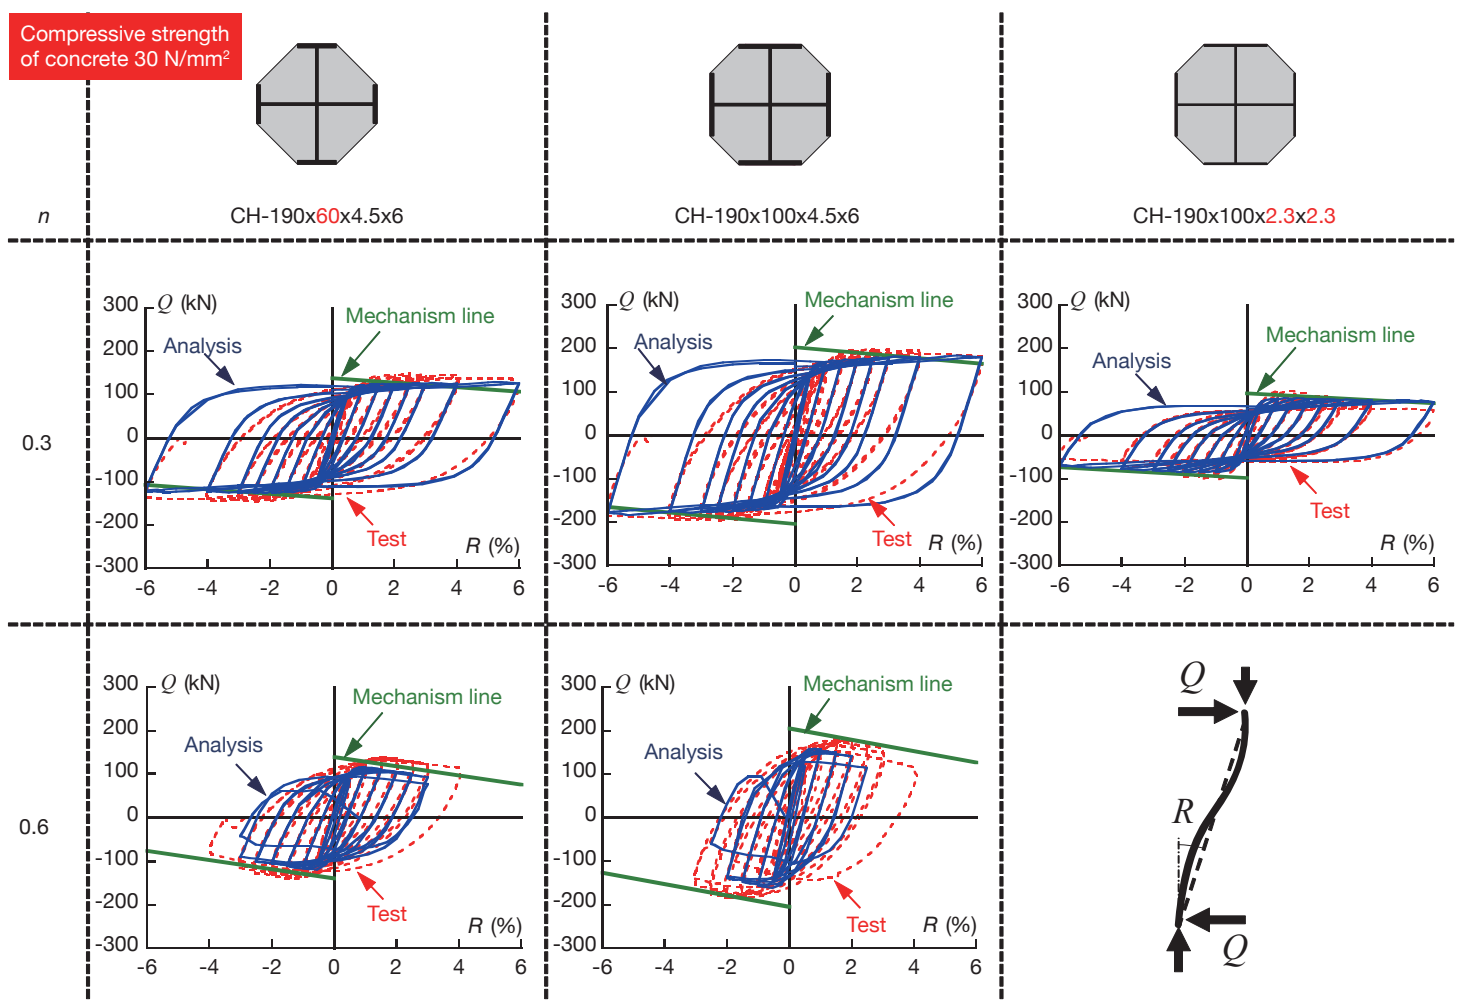 Compressive strength
of concrete 30 N/mm²
n
CH-190x60x4.5x6
CH-190x100x4.5x6
CH-190x100x2.3x2.3
0.3
300
200
100
0
-100
-200
-300
Q (kN)
Mechanism line
Analysis
Test
R (%)
-6 -4 -2 0 2 4 6
300
200
100
0
-100
-200
-300
Q (kN)
Mechanism line
Analysis
Test
R (%)
-6 -4 -2 0 2 4 6
300
200
100
0
-100
-200
-300
Q (kN)
Mechanism line
Analysis
Test
R (%)
-6 -4 -2 0 2 4 6
0.6
300
200
100
0
-100
-200
-300
Q (kN)
Mechanism line
Analysis
Test
R (%)
-6 -4 -2 0 2 4 6
300
200
100
0
-100
-200
-300
Q (kN)
Mechanism line
Analysis
Test
R (%)
-6 -4 -2 0 2 4 6
Q
R
Q